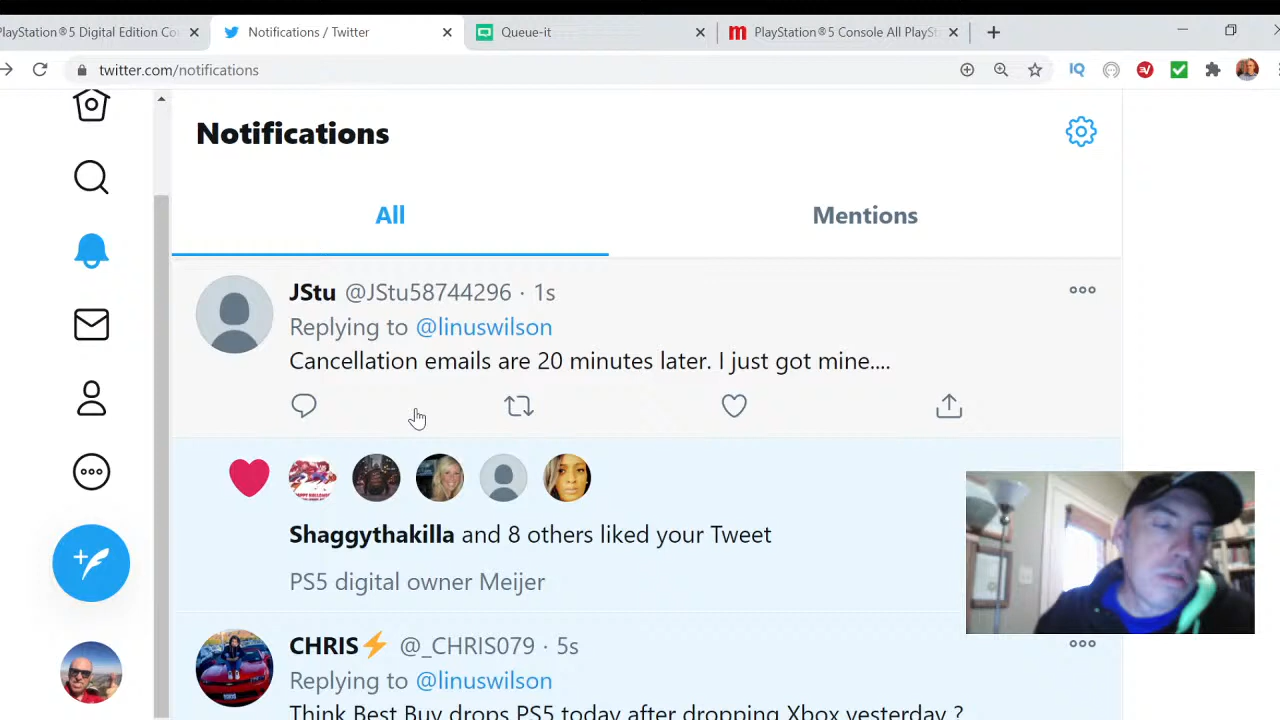 PlayStation®5 Digital Edition Co
Notifications / Twitter
Queue-it
PlayStation®5 Console All PlaySt
twitter.com/notifications
IQ
Notifications
All
Mentions
JStu @JStu58744296 · 1s
Replying to @linuswilson
Cancellation emails are 20 minutes later. I just got mine....
Shaggythakilla and 8 others liked your Tweet
PS5 digital owner Meijer
CHRIS⚡ @_CHRIS079 · 5s
Replying to @linuswilson
Think Best Buy drops PS5 today after dropping Xbox yesterday ?